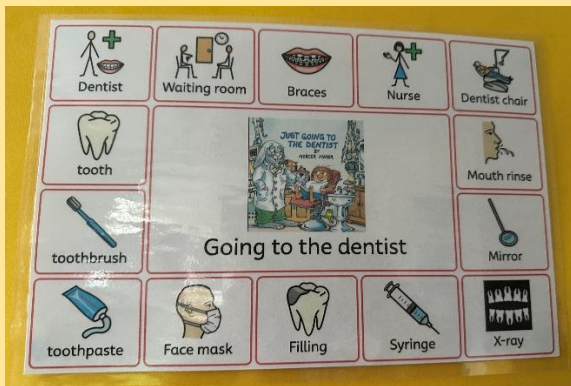 Dentist
Waiting room
Braces
Nurse
Dentist chair
tooth
JUST GOING TO
THE DENTIST
BY
MERCER MAYER
Going to the dentist
Mouth rinse
toothbrush
Mirror
toothpaste
Face mask
Filling
Syringe
X-ray